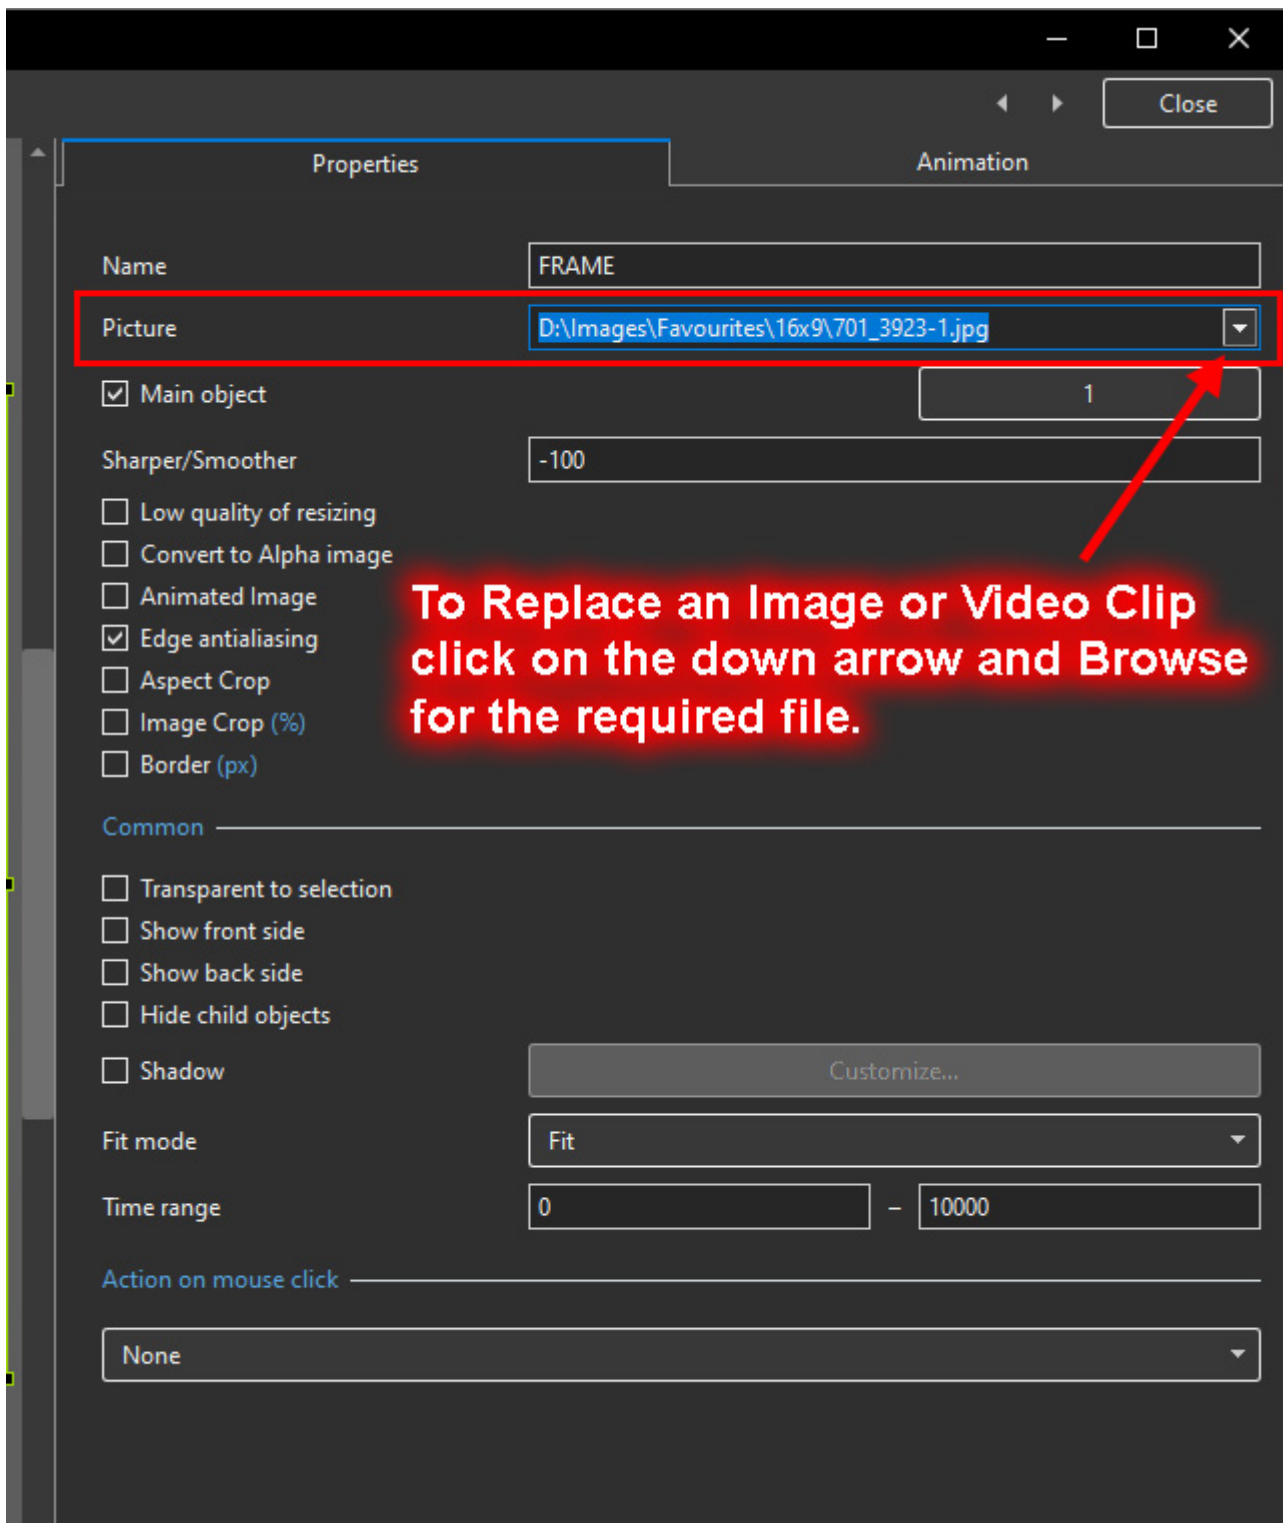 Close
Properties
Animation
Name
FRAME
Picture
D:\Images\Favourites\16x9\701_3923-1.jpg
Main object
1
Sharper/Smoother
-100
Low quality of resizing
Convert to Alpha image
Animated Image
Edge antialiasing
Aspect Crop
Image Crop (%)
Border (px)
To Replace an Image or Video Clip
click on the down arrow and Browse
for the required file.
Common
Transparent to selection
Show front side
Show back side
Hide child objects
Shadow
Customize...
Fit mode
Fit
Time range
0
–
10000
Action on mouse click
None